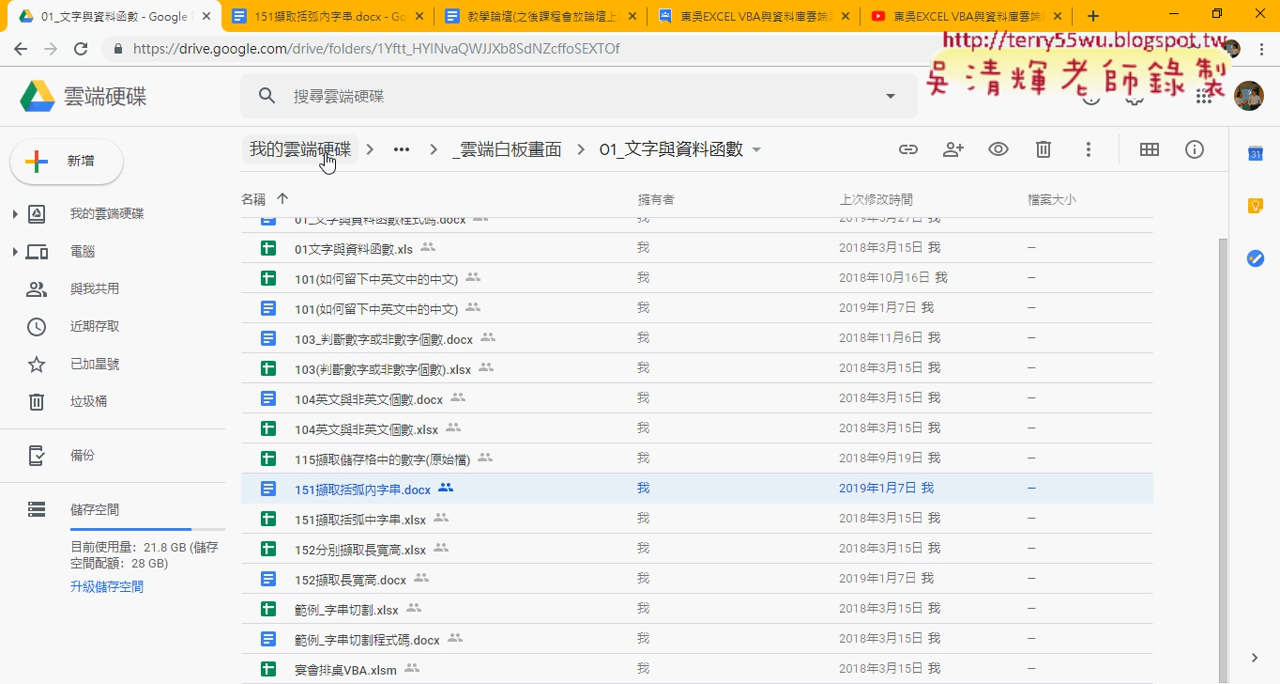 01_文字與資料函數 - Google
151擷取括弧內字串.docx - Go
教學論壇(之後課程會放論壇上
東吳EXCEL VBA與資料庫雲端
東吳EXCEL VBA與資料庫雲端
https://drive.google.com/drive/folders/1Yftt_HYlNvaQWJJXb8SdNZcffoSEXTOf
http://terry55wu.blogspot.tw
吳清輝老師錄製
雲端硬碟
搜尋雲端硬碟
新增
我的雲端硬碟 > ••• > _雲端白板畫面 > 01_文字與資料函數
名稱 擁有者 上次修改時間 檔案大小
我的雲端硬碟
電腦
與我共用
近期存取
已加星號
垃圾桶
備份
儲存空間
目前使用量：21.8 GB (儲存
空間配額：28 GB)
升級儲存空間
01_文字與資料函數程式碼.docx 我 2019年3月27日 我
01文字與資料函數.xls 我 2018年3月15日 我 –
101(如何留下中英文中的中文) 我 2018年10月16日 我 –
101(如何留下中英文中的中文) 我 2019年1月7日 我 –
103_判斷數字或非數字個數.docx 我 2018年11月6日 我 –
103(判斷數字或非數字個數).xlsx 我 2018年3月15日 我 –
104英文與非英文個數.docx 我 2018年3月15日 我 –
104英文與非英文個數.xlsx 我 2018年3月15日 我 –
115擷取儲存格中的數字(原始檔) 我 2018年9月19日 我 –
151擷取括弧內字串.docx 我 2019年1月7日 我 –
151擷取括弧中字串.xlsx 我 2018年3月15日 我 –
152分別擷取長寬高.xlsx 我 2018年3月15日 我 –
152擷取長寬高.docx 我 2019年1月7日 我 –
範例_字串切割.xlsx 我 2018年3月15日 我 –
範例_字串切割程式碼.docx 我 2018年3月15日 我 –
宴會排桌VBA.xlsm 我 2018年3月15日 我 –
31